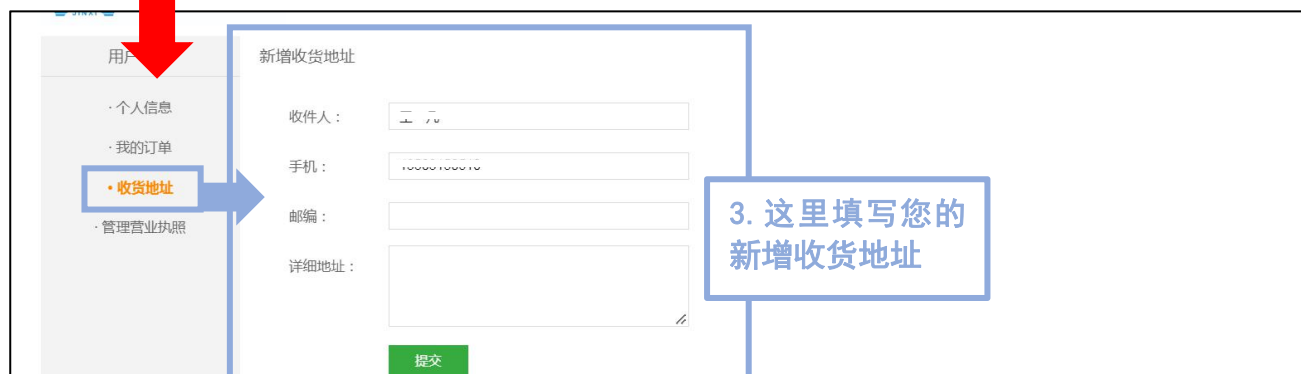 用户
新增收货地址
·个人信息
收件人：
·我的订单
手机：
•收货地址
邮编：
·管理营业执照
详细地址：
3. 这里填写您的
新增收货地址
提交